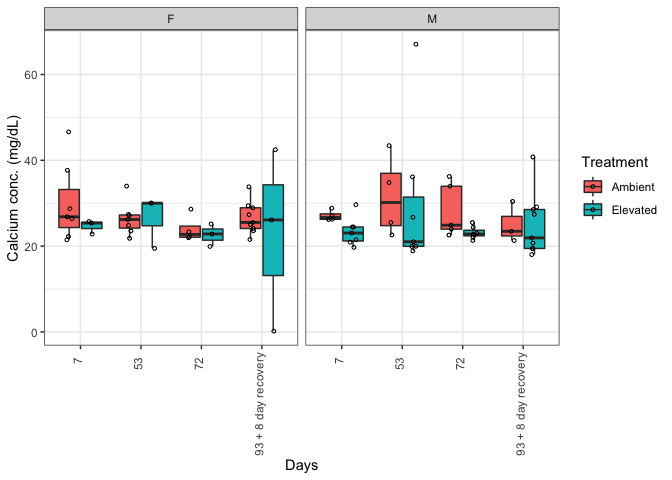 F
M
60
40
20
0
Calcium conc. (mg/dL)
7
53
72
93 + 8 day recovery
7
53
72
93 + 8 day recovery
Days
Treatment
Ambient
Elevated